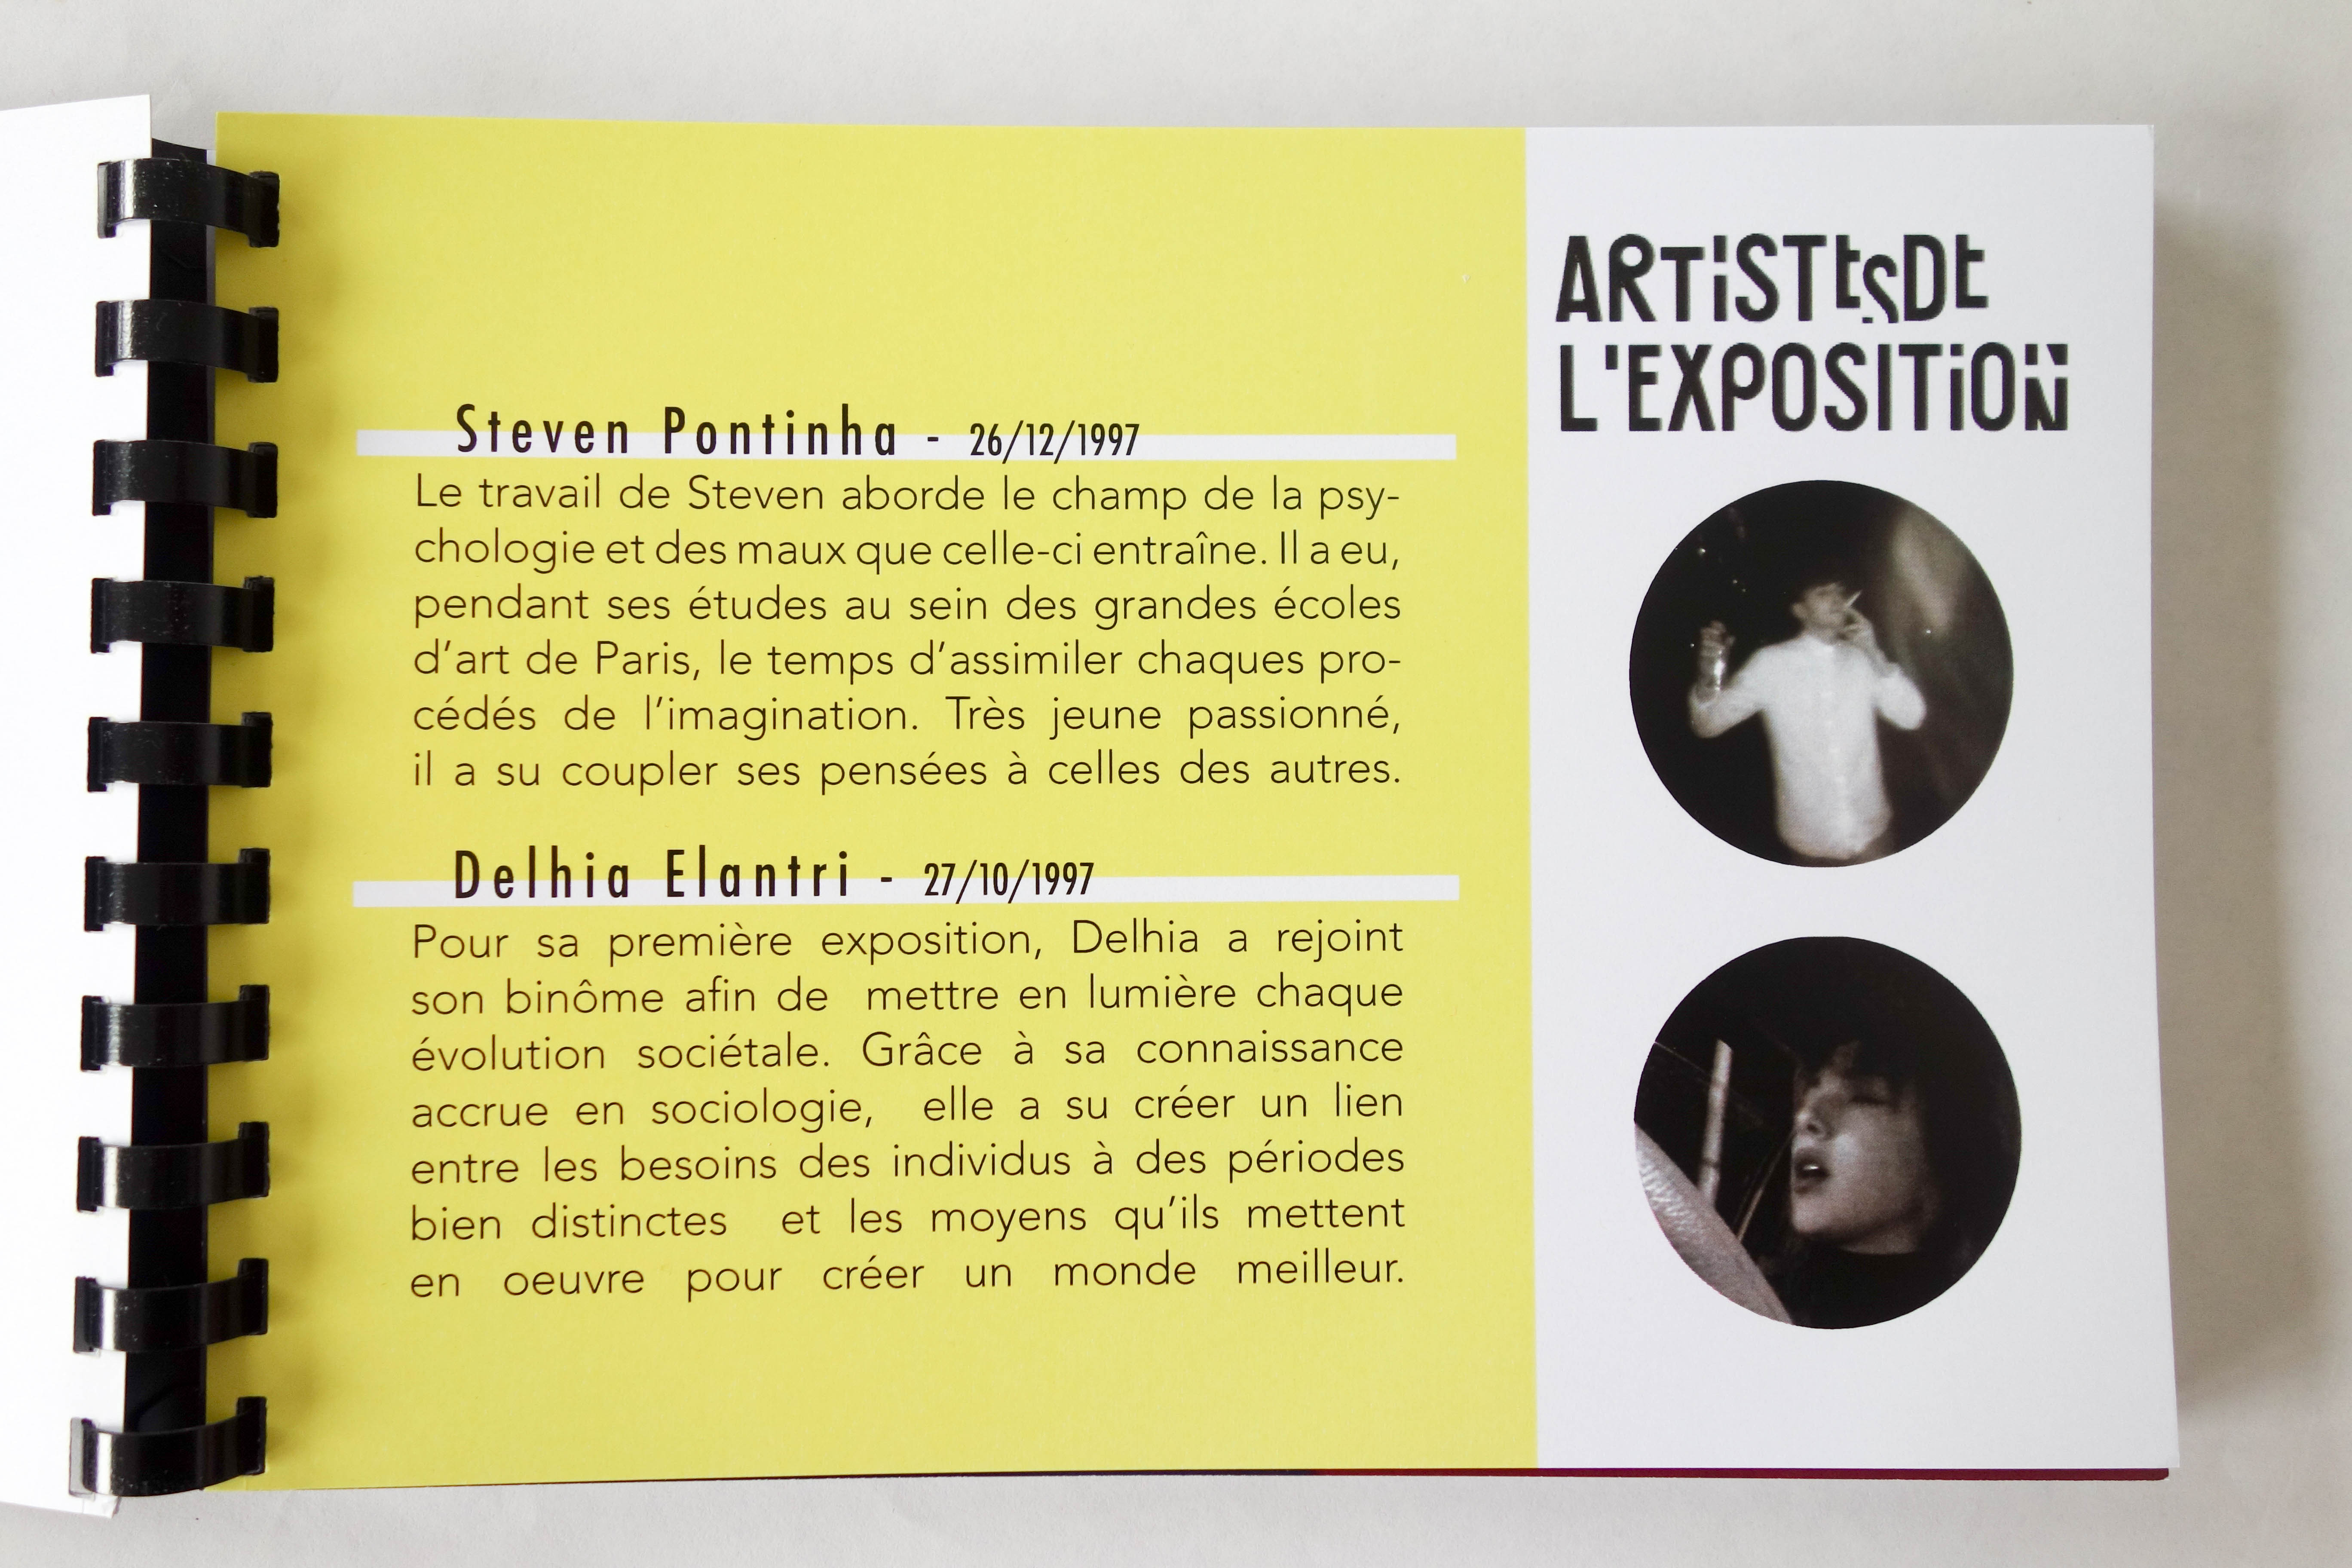 ARTISTES DE
L'EXPOSITION
Steven Pontinha - 26/12/1997
Le travail de Steven aborde le champ de la psy-
chologie et des maux que celle-ci entraîne. Il a eu,
pendant ses études au sein des grandes écoles
d'art de Paris, le temps d'assimiler chaques pro-
cédés de l'imagination. Très jeune passionné,
il a su coupler ses pensées à celles des autres.
Delhia Elantri - 27/10/1997
Pour sa première exposition, Delhia a rejoint
son binôme afin de mettre en lumière chaque
évolution sociétale. Grâce à sa connaissance
accrue en sociologie, elle a su créer un lien
entre les besoins des individus à des périodes
bien distinctes et les moyens qu'ils mettent
en oeuvre pour créer un monde meilleur.